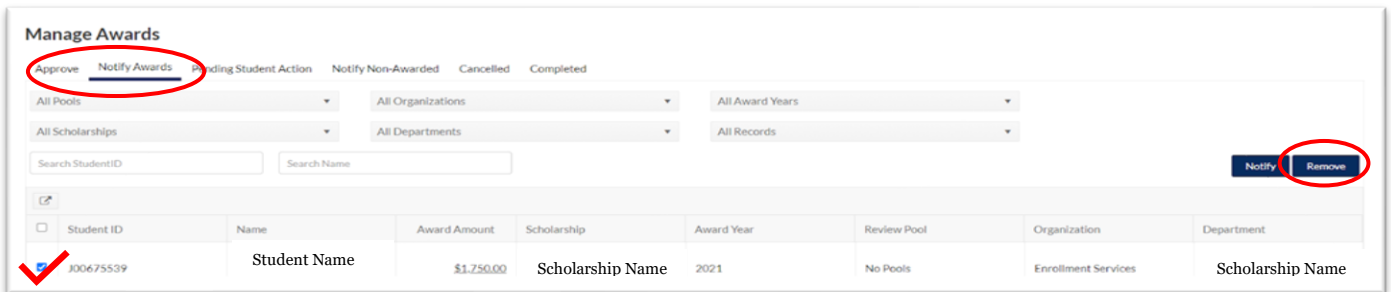 Manage Awards
Approve Notify Awards Pending Student Action Notify Non-Awarded Cancelled Completed
All Pools All Organizations All Award Years
All Scholarships All Departments All Records
Search StudentID Search Name Notify Remove
Student ID Name Award Amount Scholarship Award Year Review Pool Organization Department
J00675539 Student Name $1,750.00 Scholarship Name 2021 No Pools Enrollment Services Scholarship Name